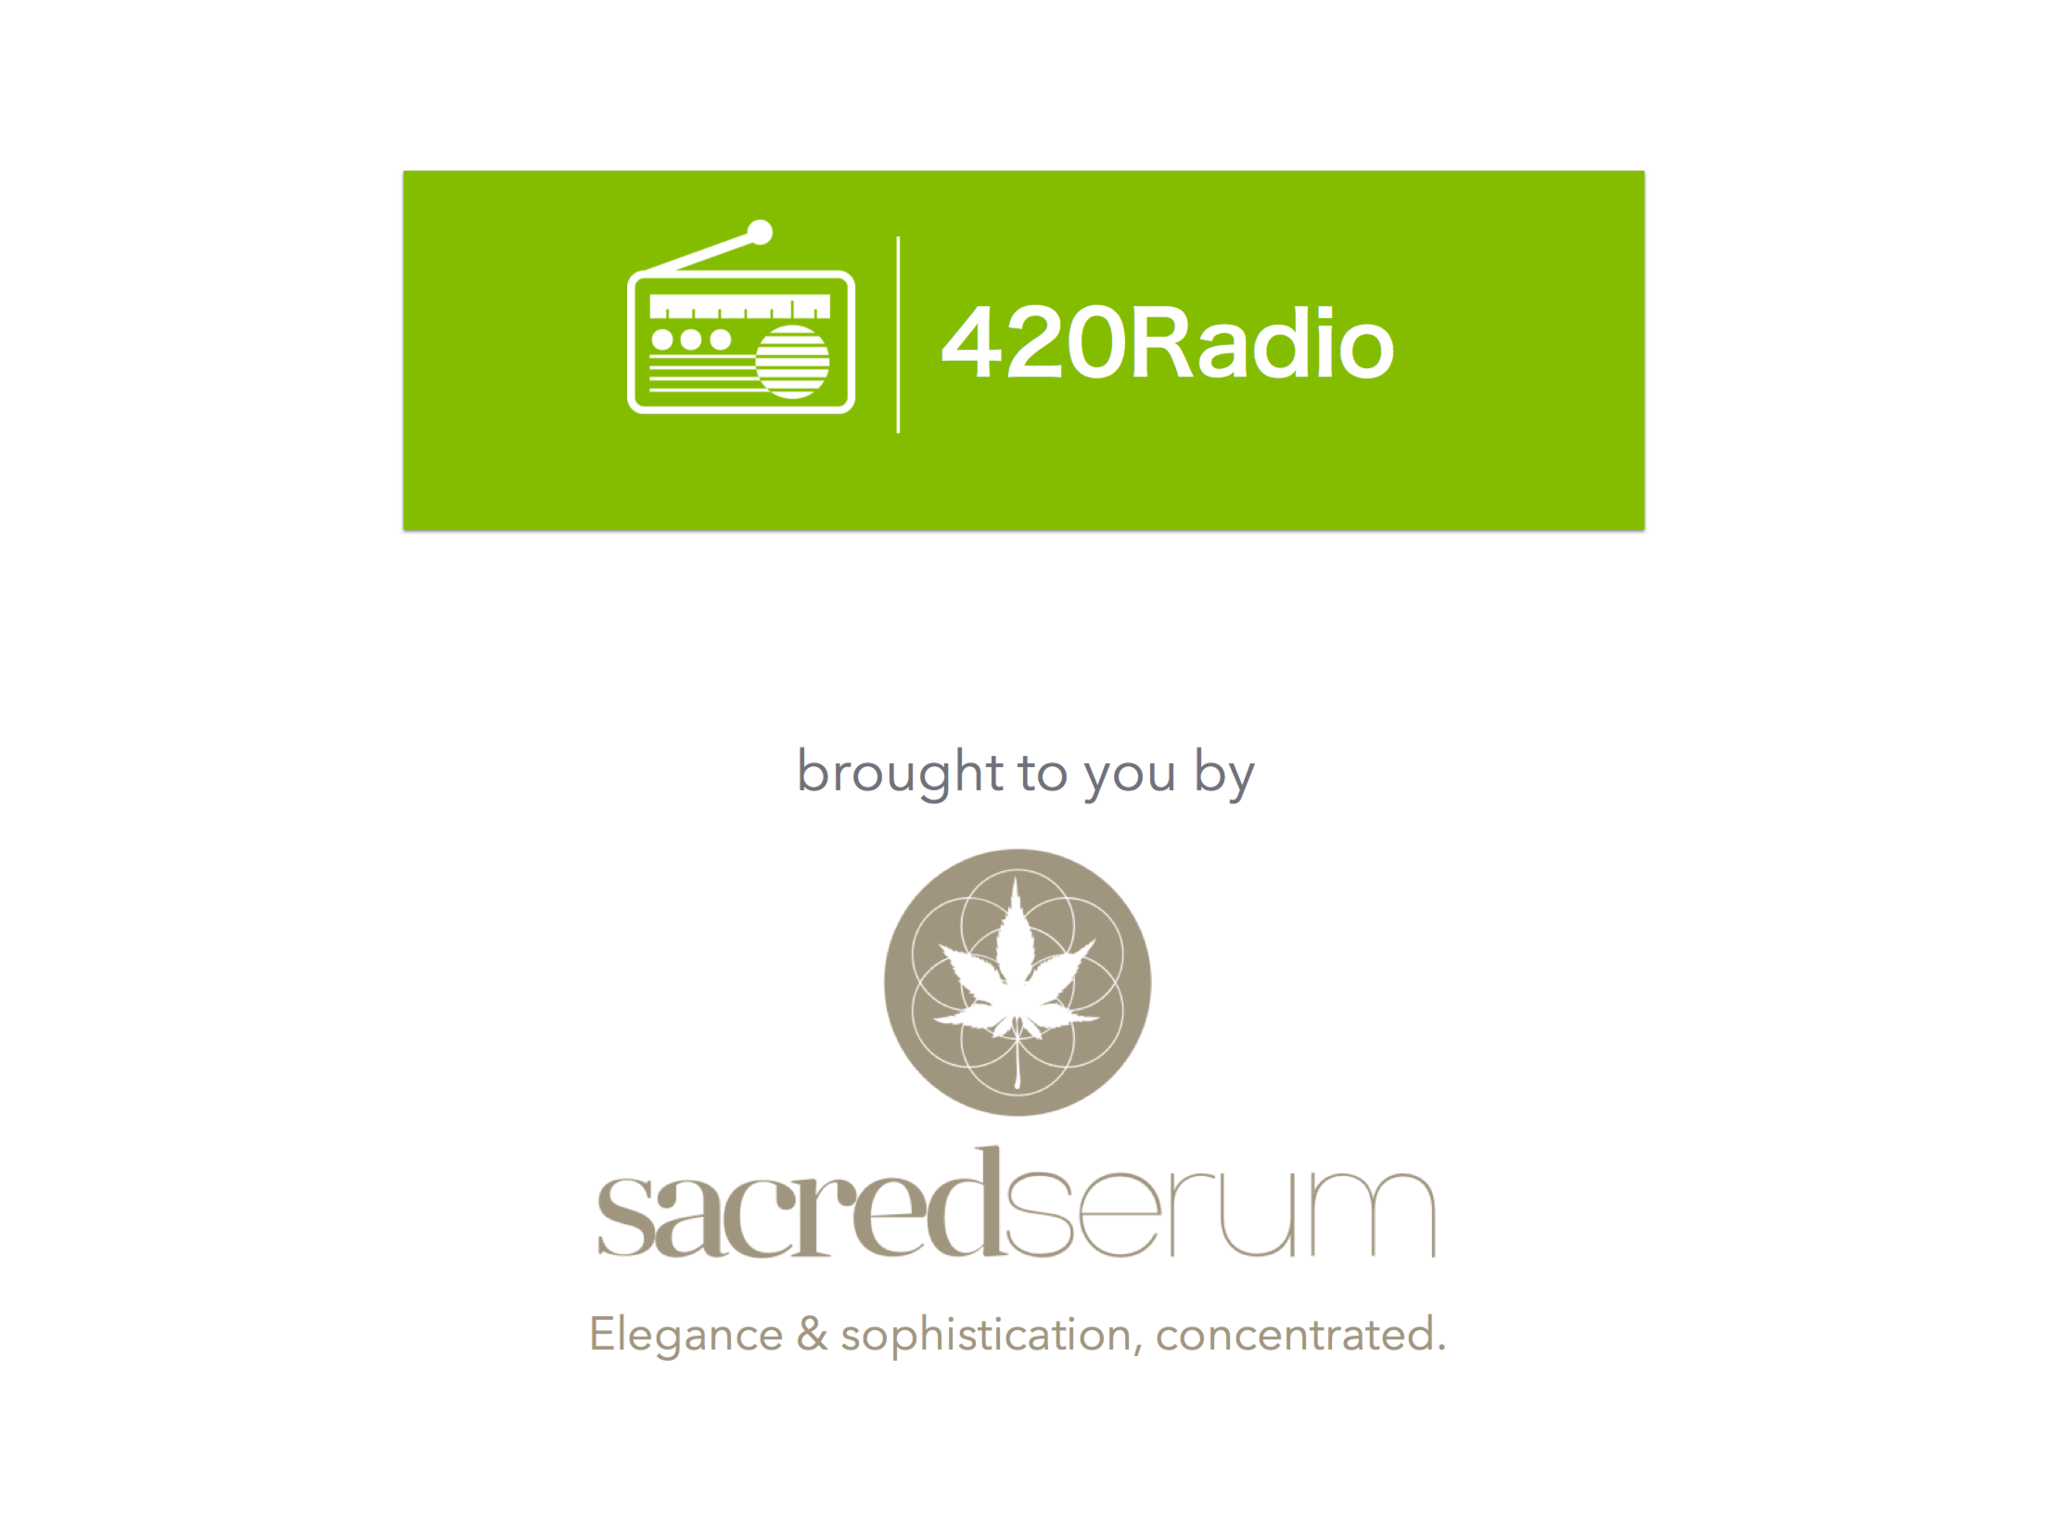 420Radio
brought to you by
sacredserum
Elegance & sophistication, concentrated.